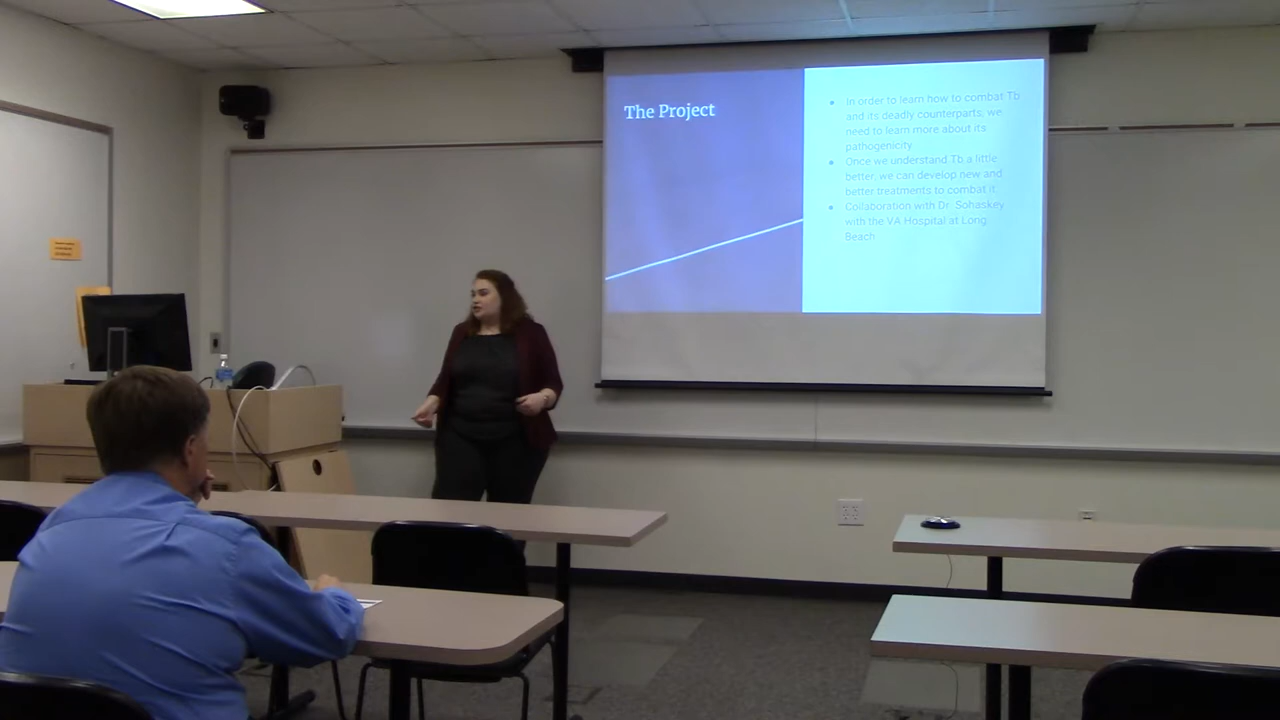 The Project
In order to learn how to combat Tb
and its deadly counterparts, we
need to learn more about its
pathogenicity
Once we understand Tb a little
better, we can develop new and
better treatments to combat it.
Collaboration with Dr. Sohaskey
with the VA Hospital at Long
Beach